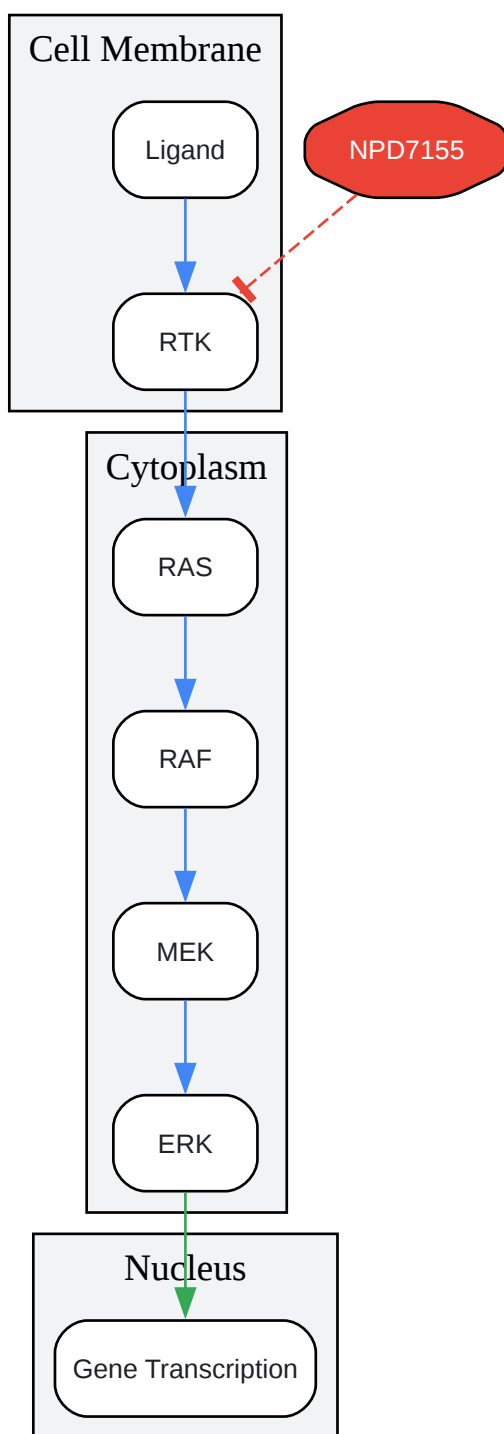 Cell Membrane
Ligand
NPD7155
RTK
Cytoplasm
RAS
RAF
MEK
ERK
Nucleus
Gene Transcription